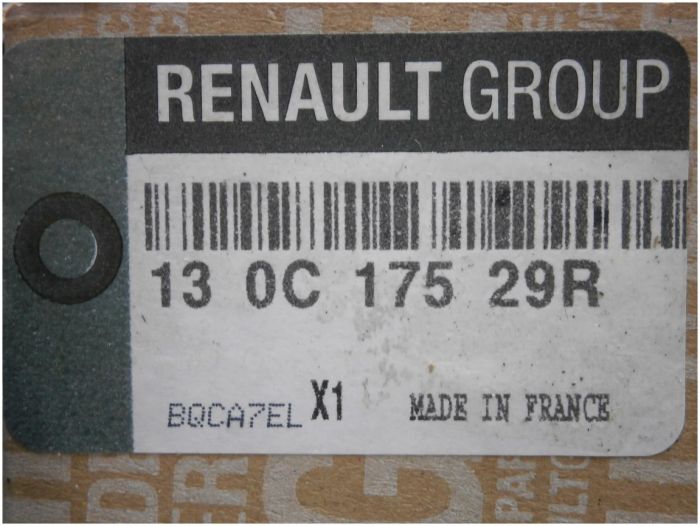 RENAULT GROUP
13 0C 175 29R
BQCA7EL X1 MADE IN FRANCE